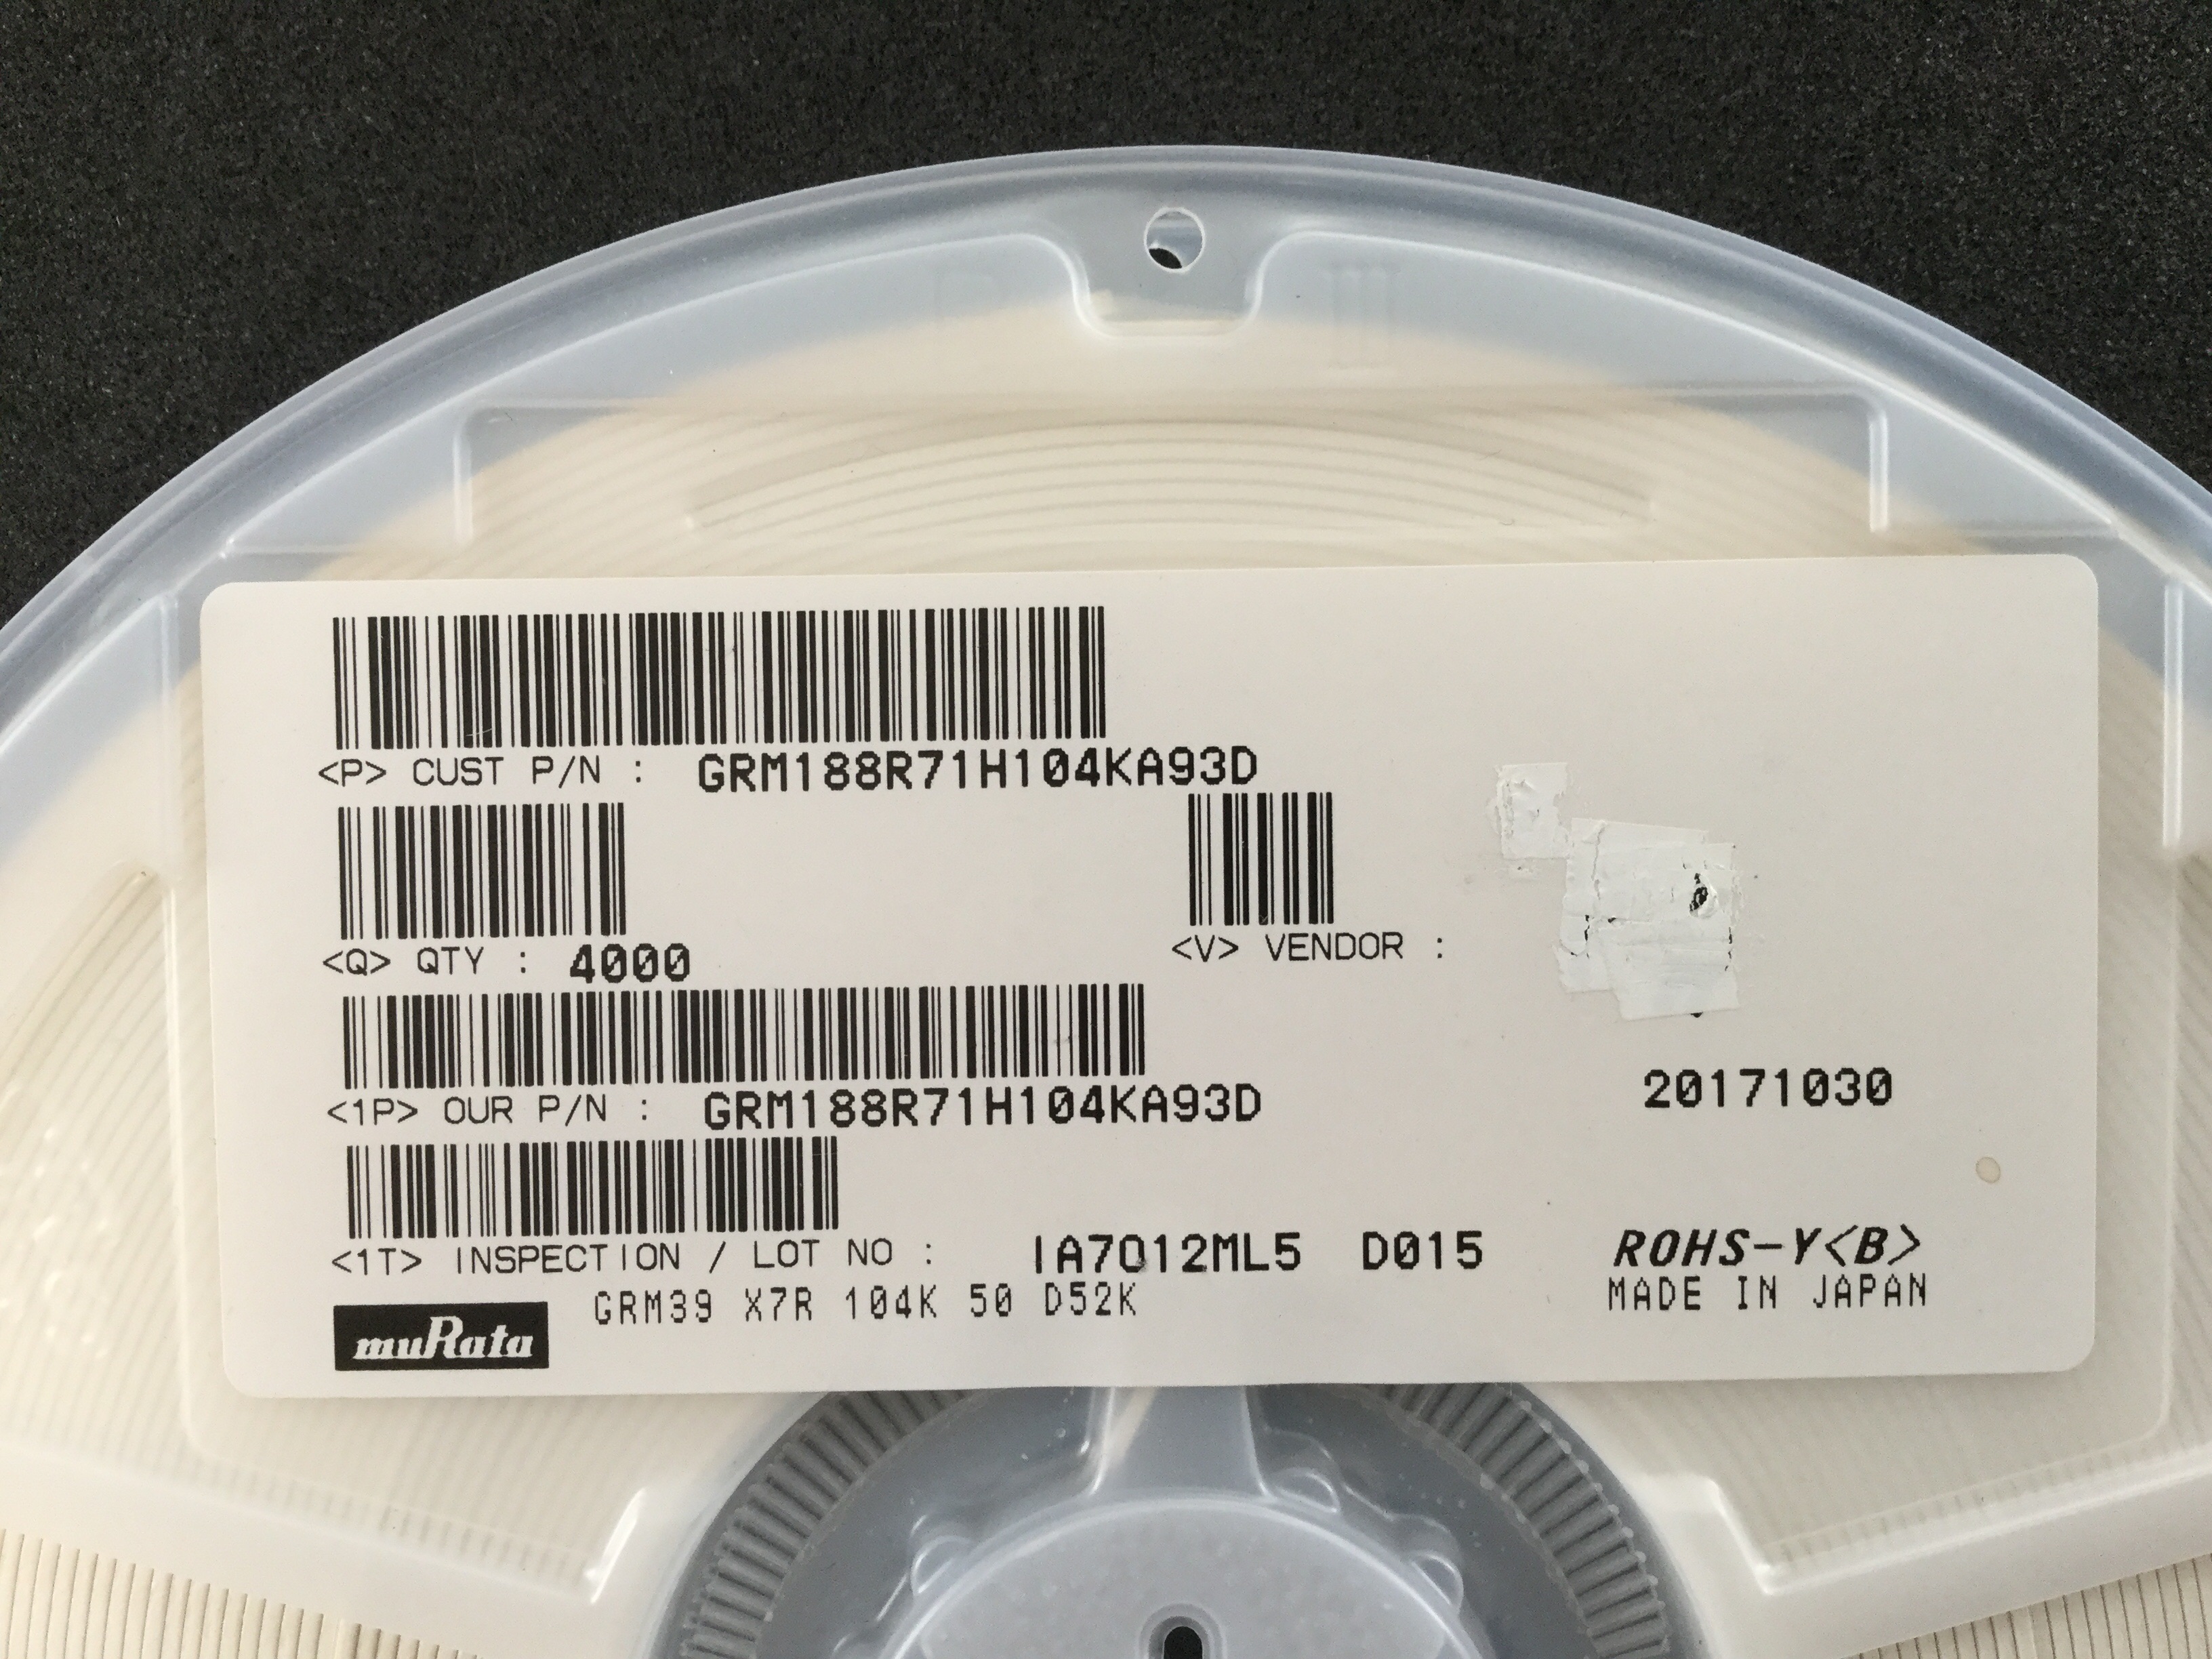 <P> CUST P/N : GRM188R71H104KA93D
<Q> QTY : 4000
<V> VENDOR :
<1P> OUR P/N : GRM188R71H104KA93D
20171030
<1T> INSPECTION / LOT NO : IA7012ML5 D015
ROHS-Y<B>
GRM39 X7R 104K 50 D52K
MADE IN JAPAN
muRata